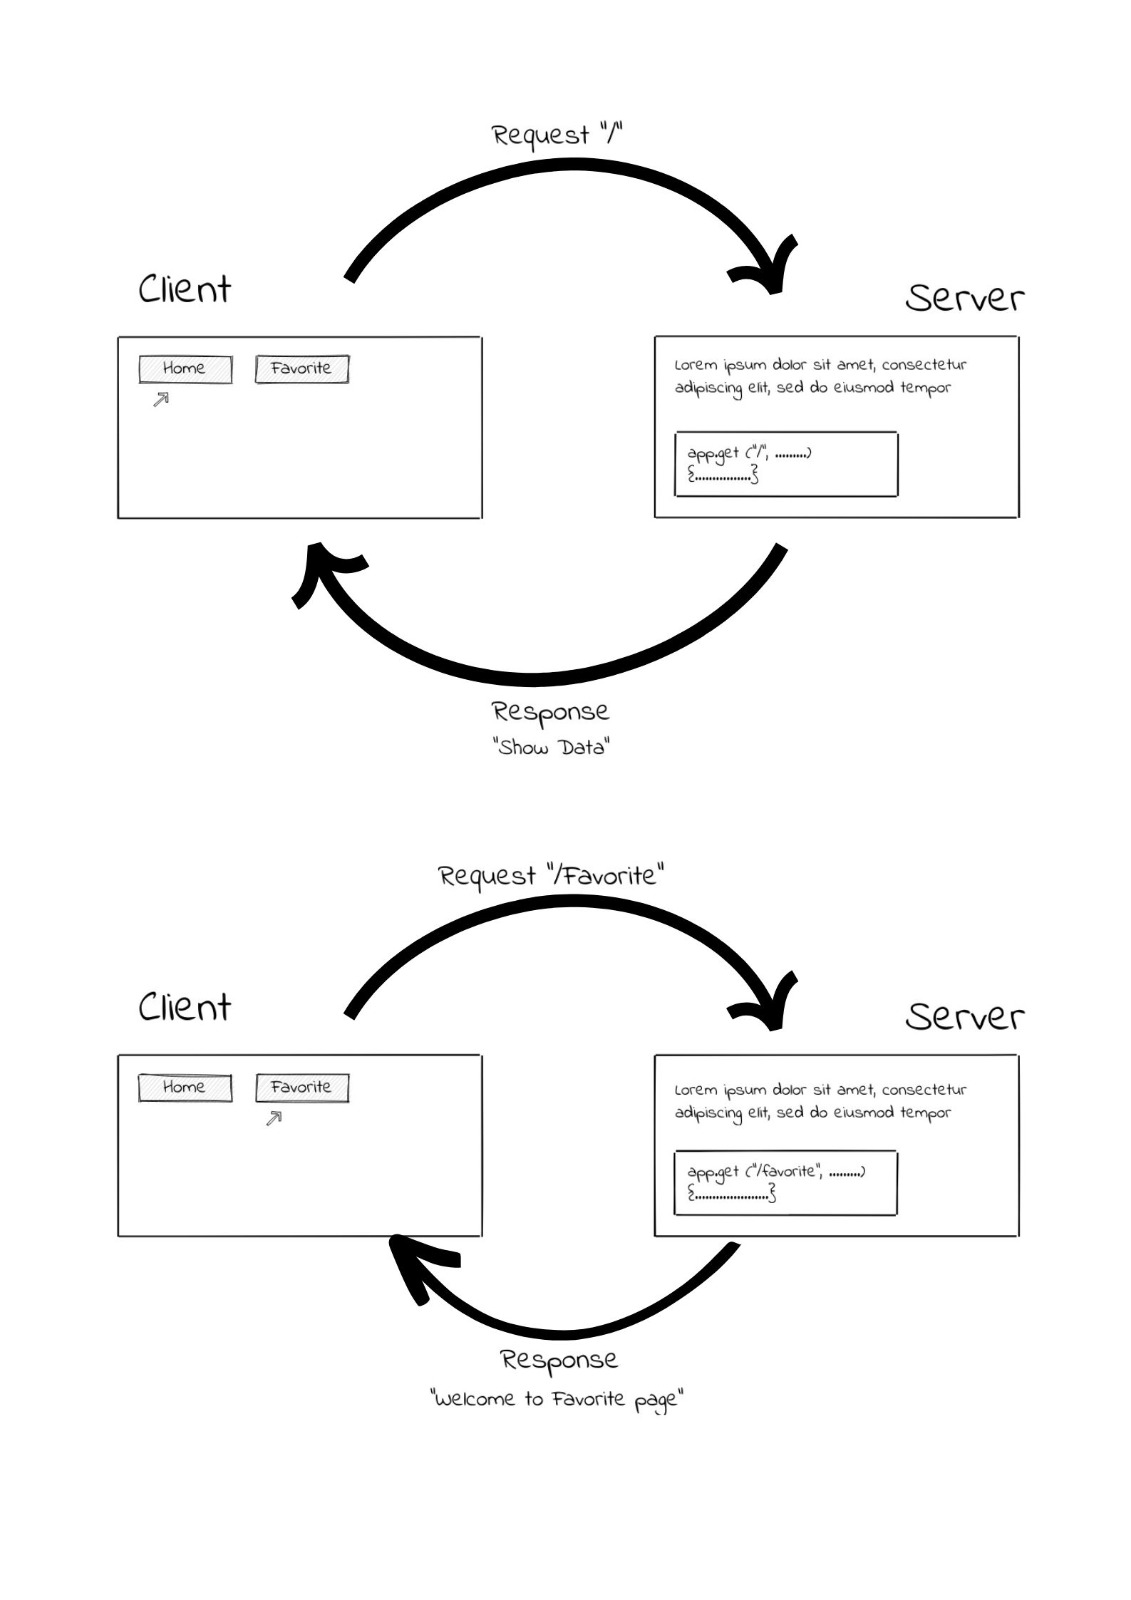 Request "/"
Client
Server
Home
Favorite
Lorem ipsum dolor sit amet, consectetur
adipiscing elit, sed do eiusmod tempor
app.get ("/", .........)
{................}
Response
"Show Data"
Request "/Favorite"
Client
Server
Home
Favorite
Lorem ipsum dolor sit amet, consectetur
adipiscing elit, sed do eiusmod tempor
app.get ("/favorite", .........)
{.....................}
Response
"Welcome to Favorite page"